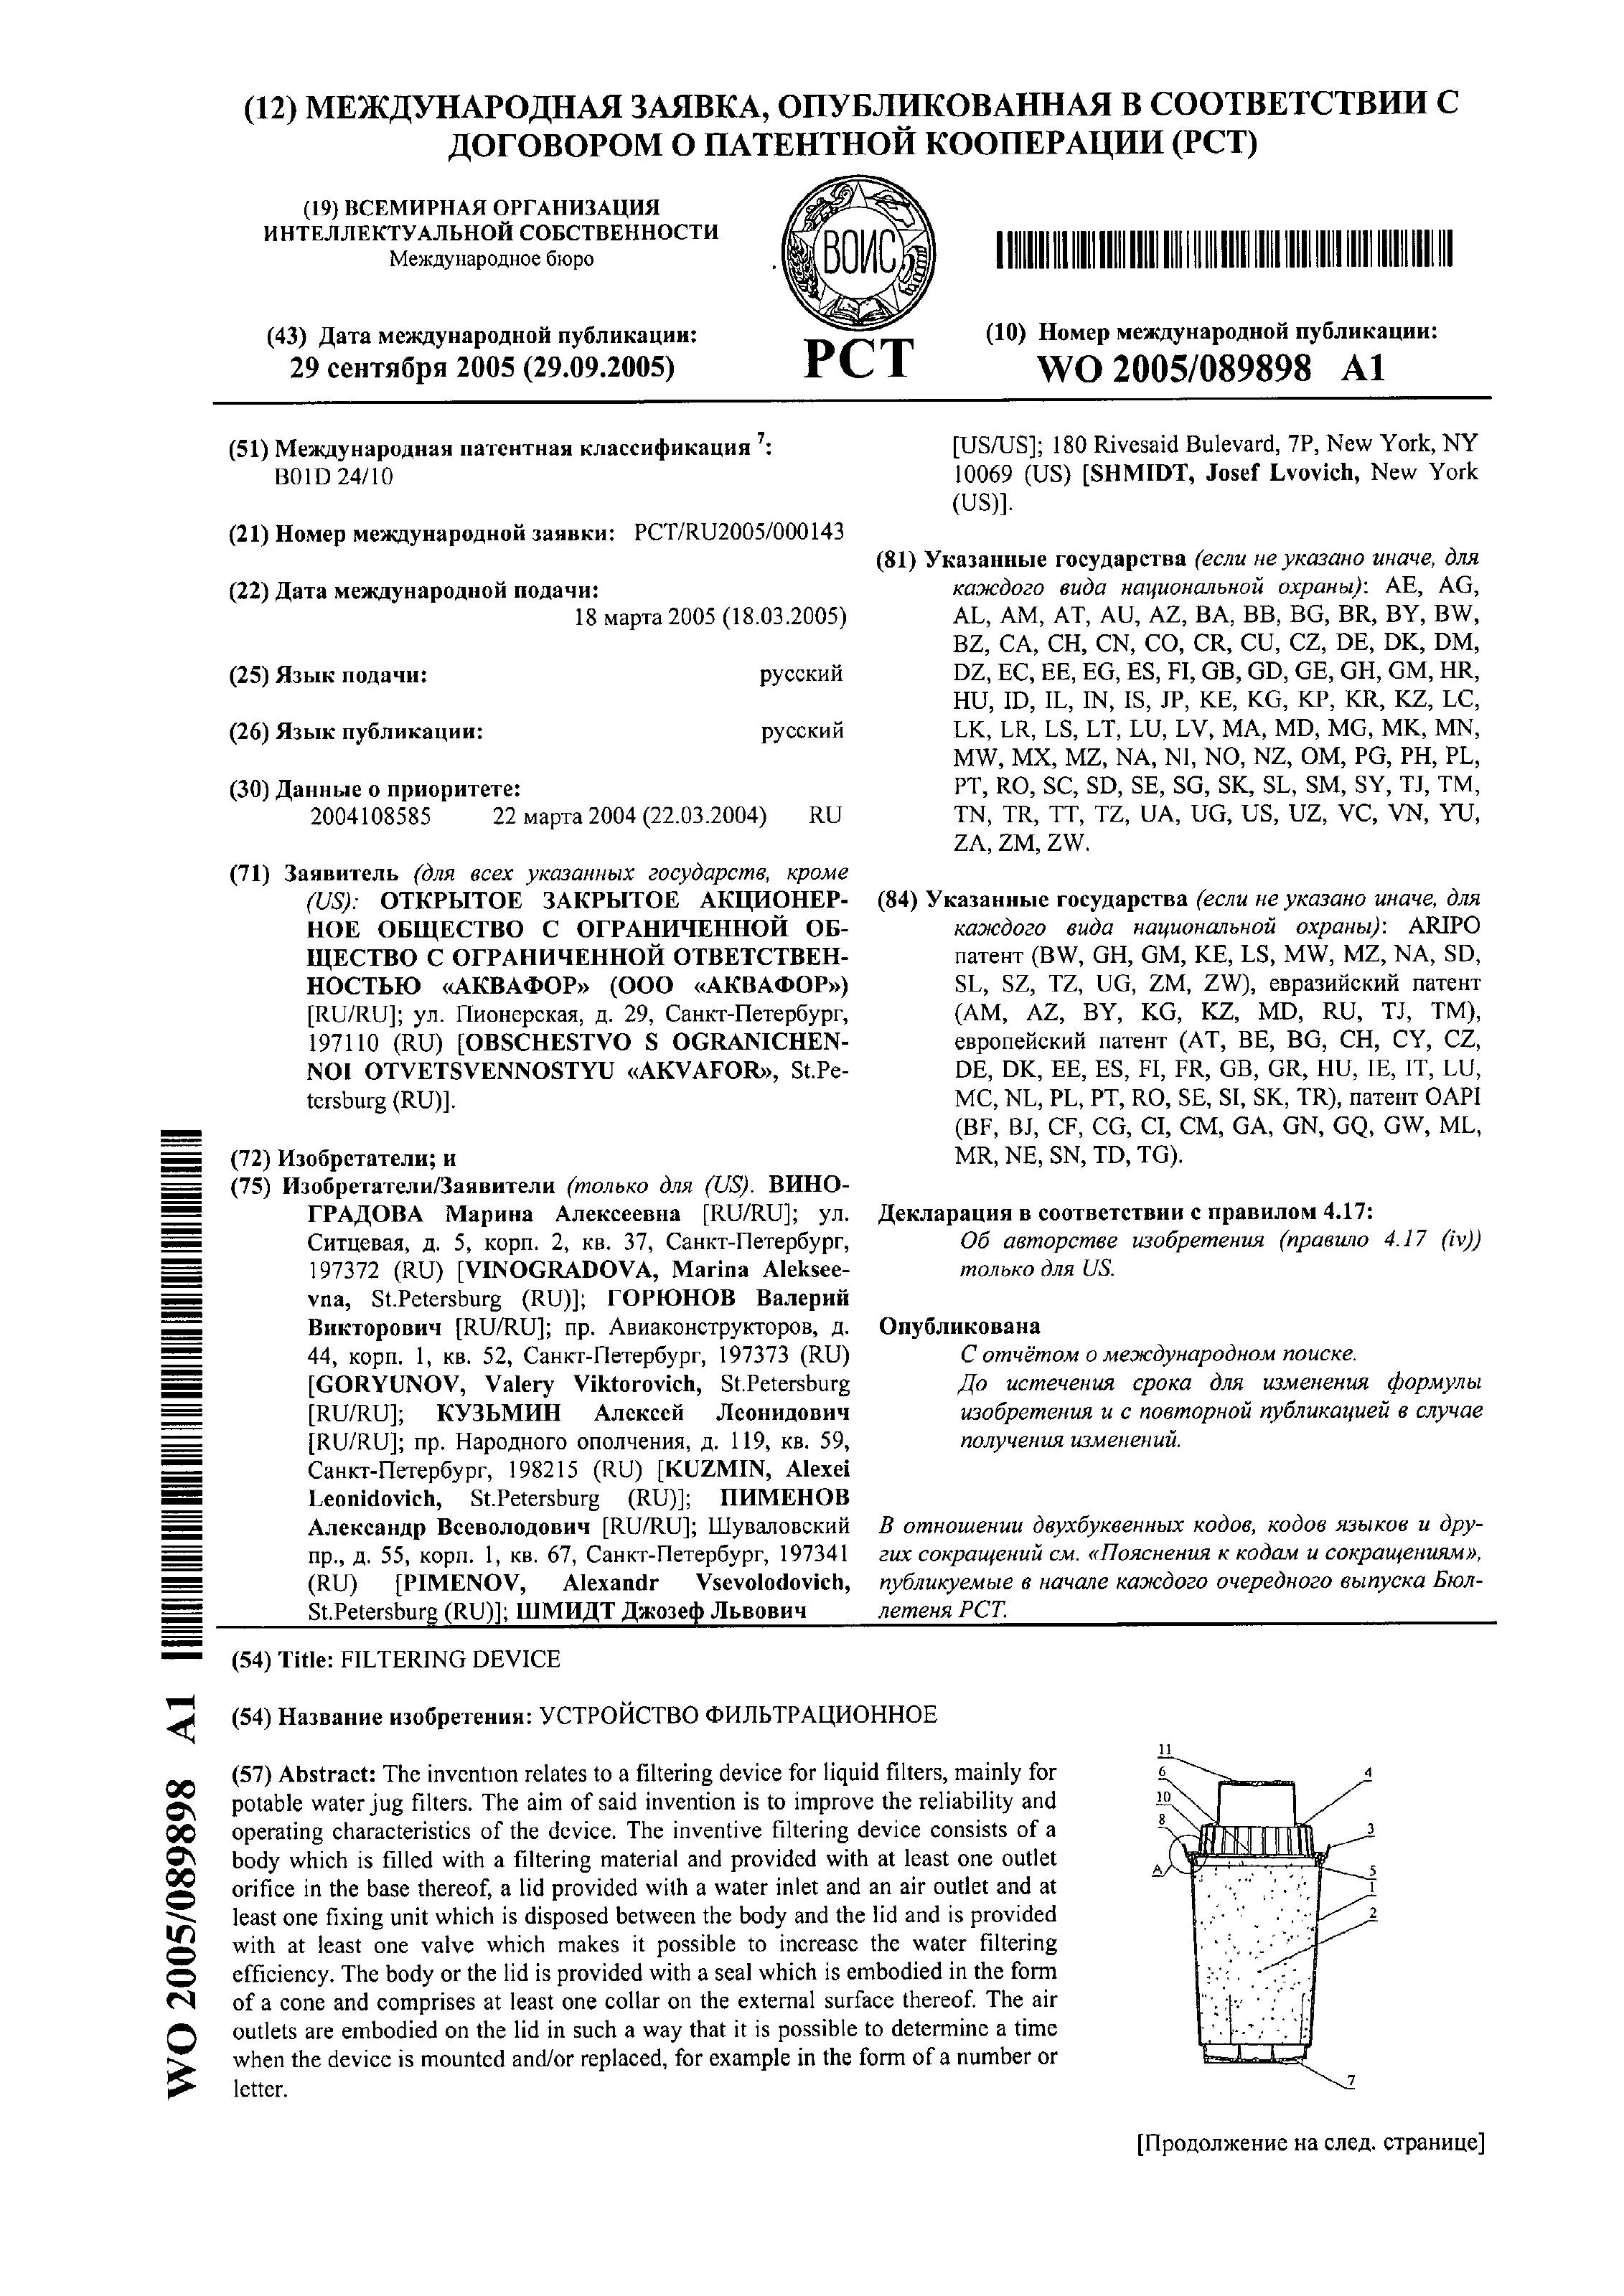 (12) МЕЖДУНАРОДНАЯ ЗАЯВКА, ОПУБЛИКОВАННАЯ В СООТВЕТСТВИИ С
ДОГОВОРОМ О ПАТЕНТНОЙ КООПЕРАЦИИ (РСТ)
(19) ВСЕМИРНАЯ ОРГАНИЗАЦИЯ
ИНТЕЛЛЕКТУАЛЬНОЙ СОБСТВЕННОСТИ
Международное бюро
ВОИС
(43) Дата международной публикации:
29 сентября 2005 (29.09.2005)
PCT
(10) Номер международной публикации:
WO 2005/089898 A1
(51) Международная патентная классификация 7:
B01D 24/10
(21) Номер международной заявки: PCT/RU2005/000143
(22) Дата международной подачи:
18 марта 2005 (18.03.2005)
(25) Язык подачи: русский
(26) Язык публикации: русский
(30) Данные о приоритете:
2004108585 22 марта 2004 (22.03.2004) RU
(71) Заявитель (для всех указанных государств, кроме
(US): ОТКРЫТОЕ ЗАКРЫТОЕ АКЦИОНЕР-
НОЕ ОБЩЕСТВО С ОГРАНИЧЕННОЙ ОБ-
ЩЕСТВО С ОГРАНИЧЕННОЙ ОТВЕТСТВЕН-
НОСТЬЮ «АКВАФОР» (ООО «АКВАФОР»)
[RU/RU]; ул. Пионерская, д. 29, Санкт-Петербург,
197110 (RU) [OBSCHESTVO S OGRANICHEN-
NOI OTVETSVENNOSTYU «AKVAFOR», St.Pe-
tersburg (RU)].
(72) Изобретатели; и
(75) Изобретатели/Заявители (только для (US). ВИНО-
ГРАДОВА Марина Алексеевна [RU/RU]; ул.
Ситцевая, д. 5, корп. 2, кв. 37, Санкт-Петербург,
197372 (RU) [VINOGRADOVA, Marina Alekse-
vna, St.Petersburg (RU)]; ГОРЮНОВ Валерий
Викторович [RU/RU]; пр. Авиаконструкторов, д.
44, корп. 1, кв. 52, Санкт-Петербург, 197373 (RU)
[GORYUNOV, Valery Viktorovich, St.Petersburg
[RU/RU]; КУЗЬМИН Алексей Леонидович
[RU/RU]; пр. Народного ополчения, д. 119, кв. 59,
Санкт-Петербург, 198215 (RU) [KUZMIN, Alexei
Leonidovich, St.Petersburg (RU)]; ПИМЕНОВ
Александр Всеволодович [RU/RU]; Шуваловский
пр., д. 55, корп. 1, кв. 67, Санкт-Петербург, 197341
(RU) [PIMENOV, Alexandr Vsevolodovich,
St.Petersburg (RU)]; ШМИДТ Джозеф Львович
[US/US]; 180 Rivesaid Bulevard, 7P, New York, NY
10069 (US) [SHMIDT, Josef Lvovich, New York
(US)].
(81) Указанные государства (если не указано иначе, для
каждого вида национальной охраны): AE, AG,
AL, AM, AT, AU, AZ, BA, BB, BG, BR, BY, BW,
BZ, CA, CH, CN, CO, CR, CU, CZ, DE, DK, DM,
DZ, EC, EE, EG, ES, FI, GB, GD, GE, GH, GM, HR,
HU, ID, IL, IN, IS, JP, KE, KG, KP, KR, KZ, LC,
LK, LR, LS, LT, LU, LV, MA, MD, MG, MK, MN,
MW, MX, MZ, NA, NI, NO, NZ, OM, PG, PH, PL,
PT, RO, SC, SD, SE, SG, SK, SL, SM, SY, TJ, TM,
TN, TR, TT, TZ, UA, UG, US, UZ, VC, VN, YU,
ZA, ZM, ZW.
(84) Указанные государства (если не указано иначе, для
каждого вида национальной охраны): ARIPO
патент (BW, GH, GM, KE, LS, MW, MZ, NA, SD,
SL, SZ, TZ, UG, ZM, ZW), евразийский патент
(AM, AZ, BY, KG, KZ, MD, RU, TJ, TM),
европейский патент (AT, BE, BG, CH, CY, CZ,
DE, DK, EE, ES, FI, FR, GB, GR, HU, IE, IT, LU,
MC, NL, PL, PT, RO, SE, SI, SK, TR), патент OAPI
(BF, BJ, CF, CG, CI, CM, GA, GN, GQ, GW, ML,
MR, NE, SN, TD, TG).
Декларация в соответствии с правилом 4.17:
Об авторстве изобретения (правило 4.17 (iv))
только для US.
Опубликована
С отчётом о международном поиске.
До истечения срока для изменения формулы
изобретения и с повторной публикацией в случае
получения изменений.
В отношении двухбуквенных кодов, кодов языков и дру-
гих сокращений см. «Пояснения к кодам и сокращениям»,
публикуемые в начале каждого очередного выпуска Бюл-
летеня РСТ.
WO 2005/089898 A1
(54) Title: FILTERING DEVICE
(54) Название изобретения: УСТРОЙСТВО ФИЛЬТРАЦИОННОЕ
(57) Abstract: The invention relates to a filtering device for liquid filters, mainly for
potable water jug filters. The aim of said invention is to improve the reliability and
operating characteristics of the device. The inventive filtering device consists of a
body which is filled with a filtering material and provided with at least one outlet
orifice in the base thereof, a lid provided with a water inlet and an air outlet and at
least one fixing unit which is disposed between the body and the lid and is provided
with at least one valve which makes it possible to increase the water filtering
efficiency. The body or the lid is provided with a seal which is embodied in the form
of a cone and comprises at least one collar on the external surface thereof. The air
outlets are embodied on the lid in such a way that it is possible to determine a time
when the device is mounted and/or replaced, for example in the form of a number or
letter.
11
6
10
8
A
4
3
5
1
2
7
[Продолжение на след. странице]